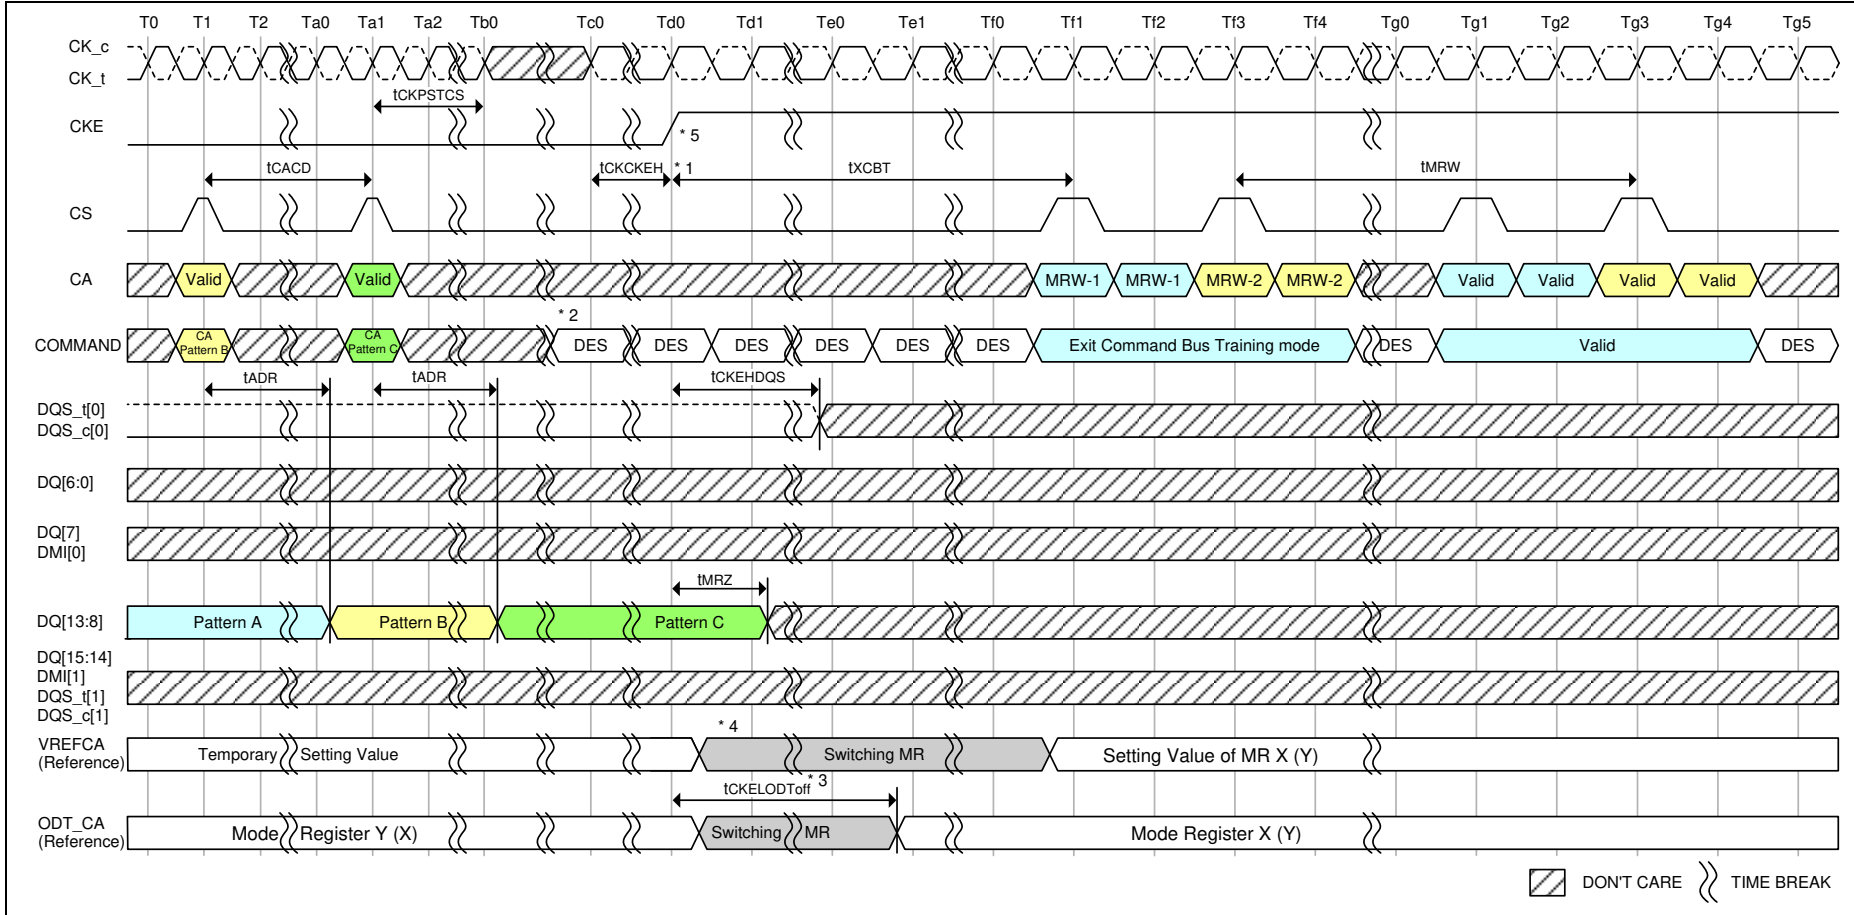 T0 T1 T2 Ta0 Ta1 Ta2 Tb0 Tc0 Td0 Td1 Te0 Te1 Tf0 Tf1 Tf2 Tf3 Tf4 Tg0 Tg1 Tg2 Tg3 Tg4 Tg5
CK_c
CK_t
tCKPSTCS
CKE
* 5
tCACD tCKCKEH * 1 tXCBT tMRW
CS
CA Valid Valid MRW-1 MRW-1 MRW-2 MRW-2 Valid Valid Valid Valid
* 2
COMMAND CA Pattern B CA Pattern C DES DES DES DES DES DES Exit Command Bus Training mode DES Valid DES
tADR tADR tCKEHDQS
DQS_t[0]
DQS_c[0]
DQ[6:0]
DQ[7]
DMI[0]
tMRZ
DQ[13:8] Pattern A Pattern B Pattern C
DQ[15:14]
DMI[1]
DQS_t[1]
DQS_c[1]
* 4
VREFCA
(Reference)
Temporary Setting Value Switching MR Setting Value of MR X (Y)
tCKELODToff * 3
ODT_CA
(Reference)
Mode Register Y (X) Switching MR Mode Register X (Y)
DON'T CARE TIME BREAK